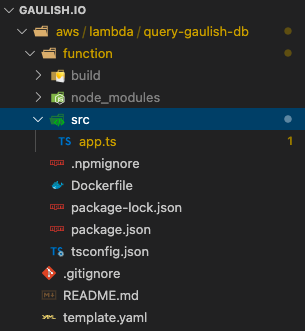 GAULISH.IO
aws / lambda / query-gaulish-db
function
build
node_modules
src
TS app.ts
.npmignore
Dockerfile
package-lock.json
package.json
TS tsconfig.json
.gitignore
README.md
template.yaml